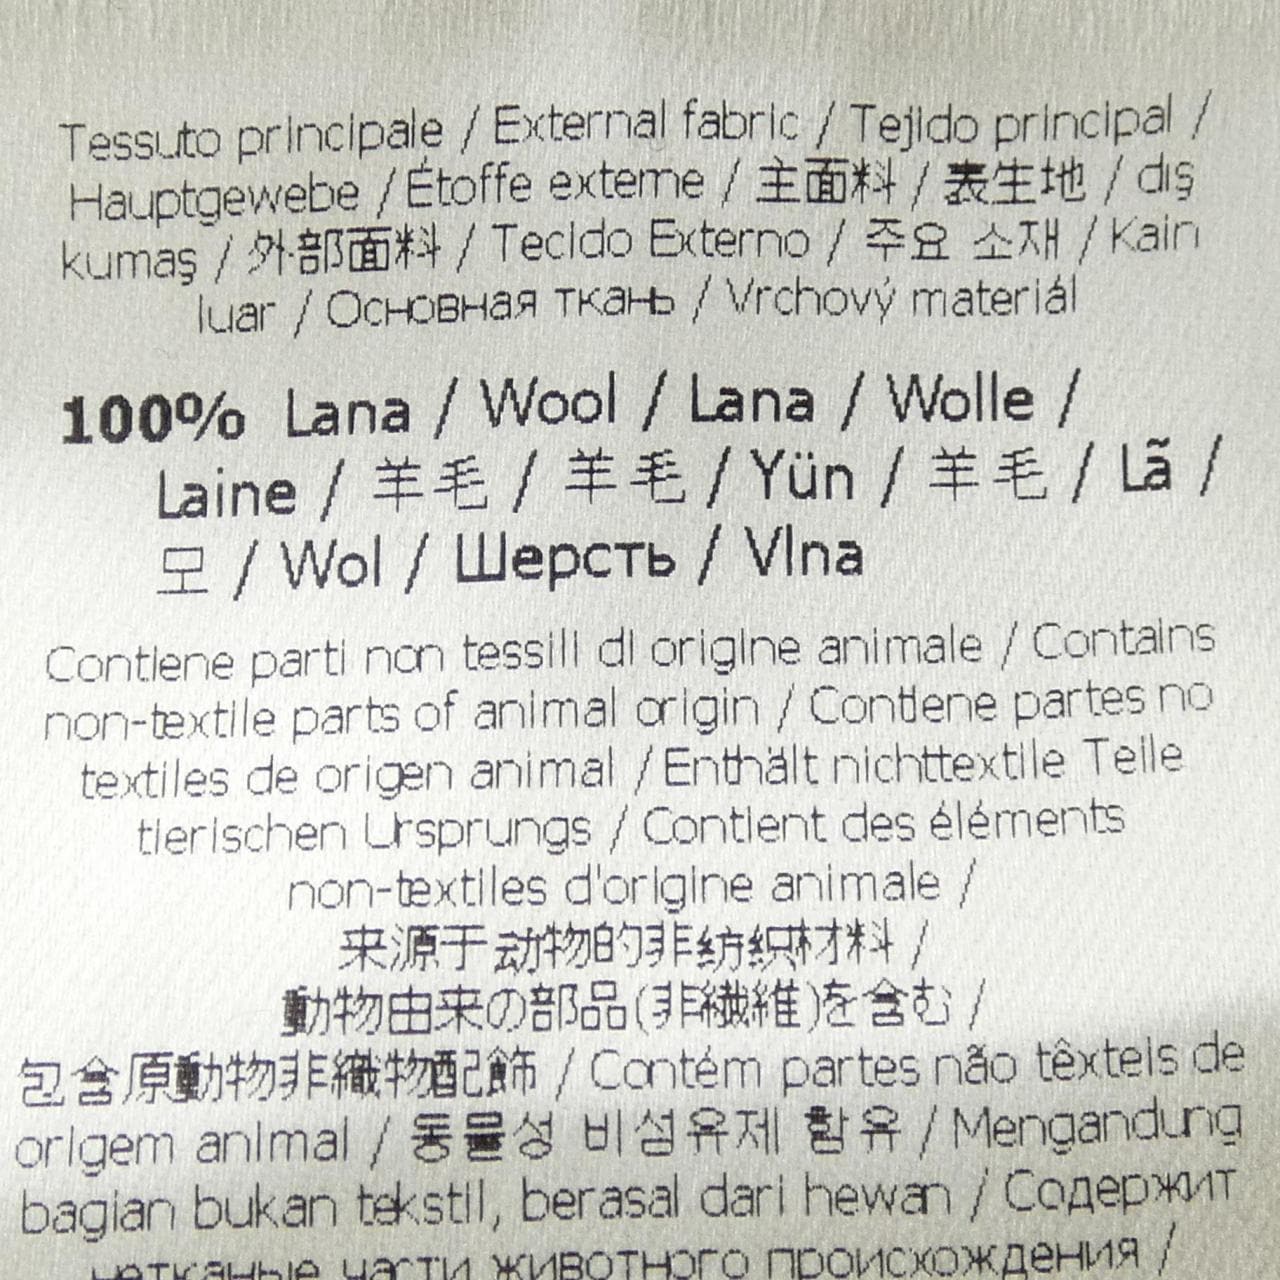 Tessuto principale / External fabric / Tejido principal /
Hauptgewebe / Étoffe externe / 主面料 / 表生地 / dış
kumaş / 外部面料 / Tecido Externo / 주요 소재 / Kain
luar / Основная ткань / Vrchový materiál
100% Lana / Wool / Lana / Wolle /
Laine / 羊毛 / 羊毛 / Yün / 羊毛 / Lã /
모 / Wol / Шерсть / Vlna
Contiene parti non tessili di origine animale / Contains
non-textile parts of animal origin / Contiene partes no
textiles de origen animal / Enthält nichttextile Teile
tierischen Ursprungs / Contient des éléments
non-textiles d'origine animale /
来源于动物的非纺织材料 /
動物由来の部品(非繊維)を含む /
包含原動物非織物配飾 / Contém partes não têxteis de
origem animal / 동물성 비섬유제 함유 / Mengandung
bagian bukan tekstil, berasal dari hewan / Содержит
нетканые части животного происхождения /